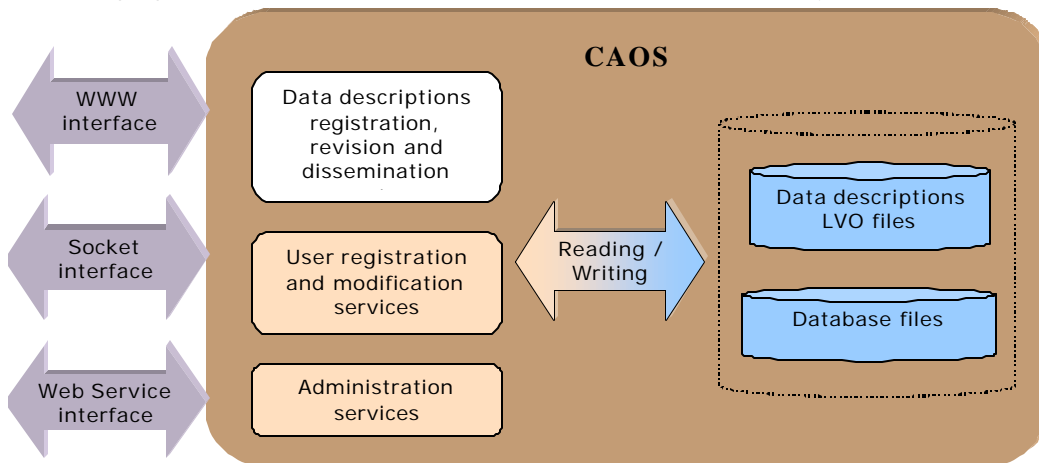 CAOS
WWW
interface
Socket
interface
Web Service
interface
Data descriptions
registration,
revision and
dissemination
User registration
and modification
services
Administration
services
Reading /
Writing
Data descriptions
LVO files
Database files